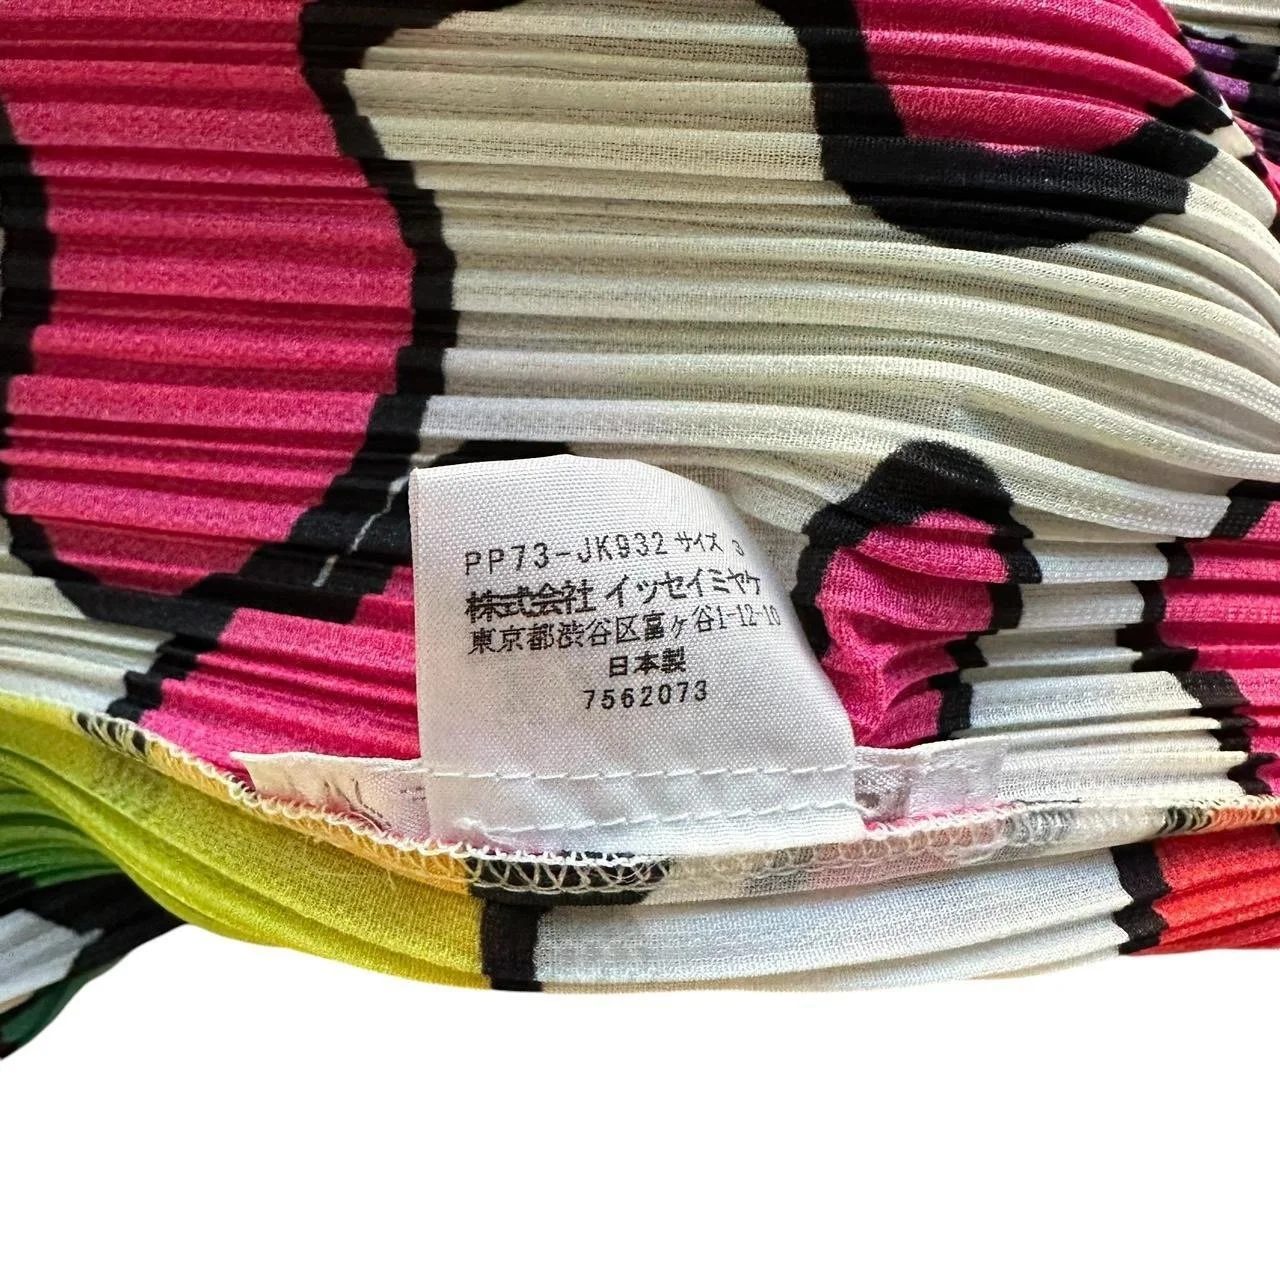 PP73-JK932 サイズ 3
株式会社 イッセイミヤケ
東京都渋谷区富ヶ谷1-12-10
日本製
7562073